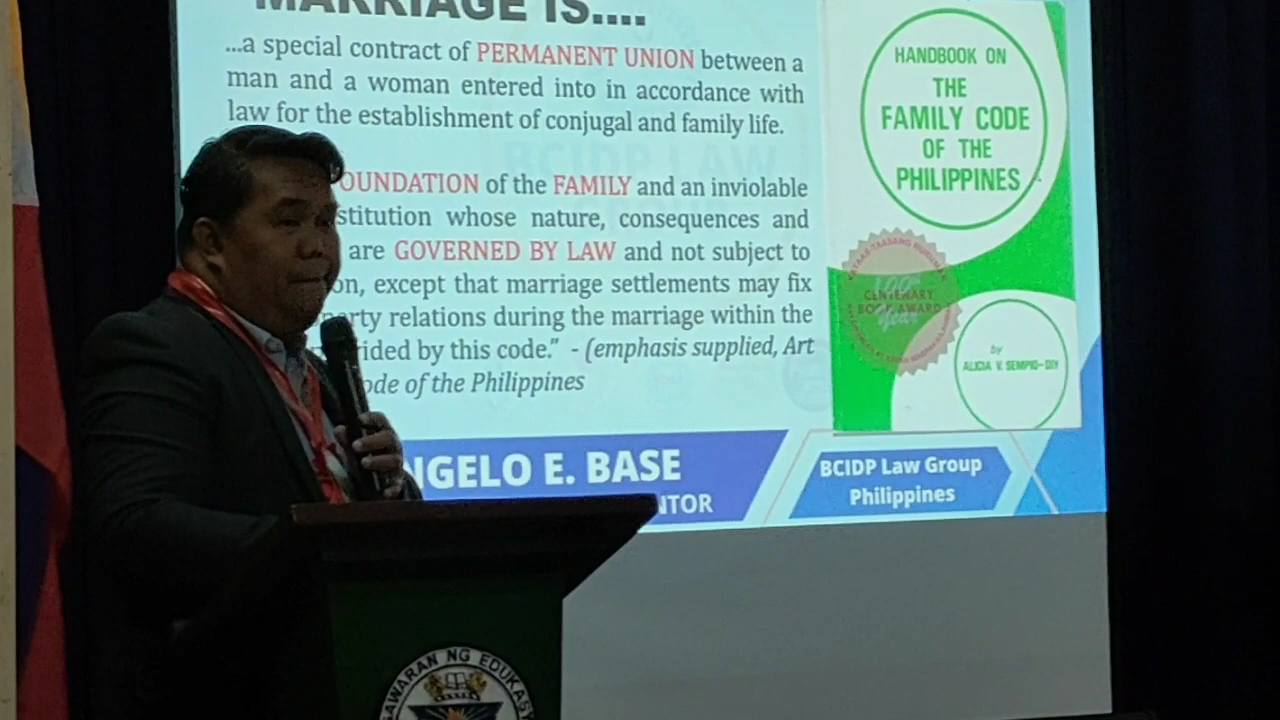 MARRIAGE IS....
...a special contract of PERMANENT UNION between a
man and a woman entered into in accordance with
law for the establishment of conjugal and family life.
OUNDATION of the FAMILY and an inviolable
stitution whose nature, consequences and
are GOVERNED BY LAW and not subject to
on, except that marriage settlements may fix
erty relations during the marriage within the
ided by this code." - (emphasis supplied, Art
ode of the Philippines
NGELO E. BASE
NTOR
BCIDP Law Group
Philippines
HANDBOOK ON
THE
FAMILY CODE
OF THE
PHILIPPINES
CENTENARY
BOOK AWARD
by
ALICIA V. SEMPIO-DIY
AWARAN NG EDUKASY